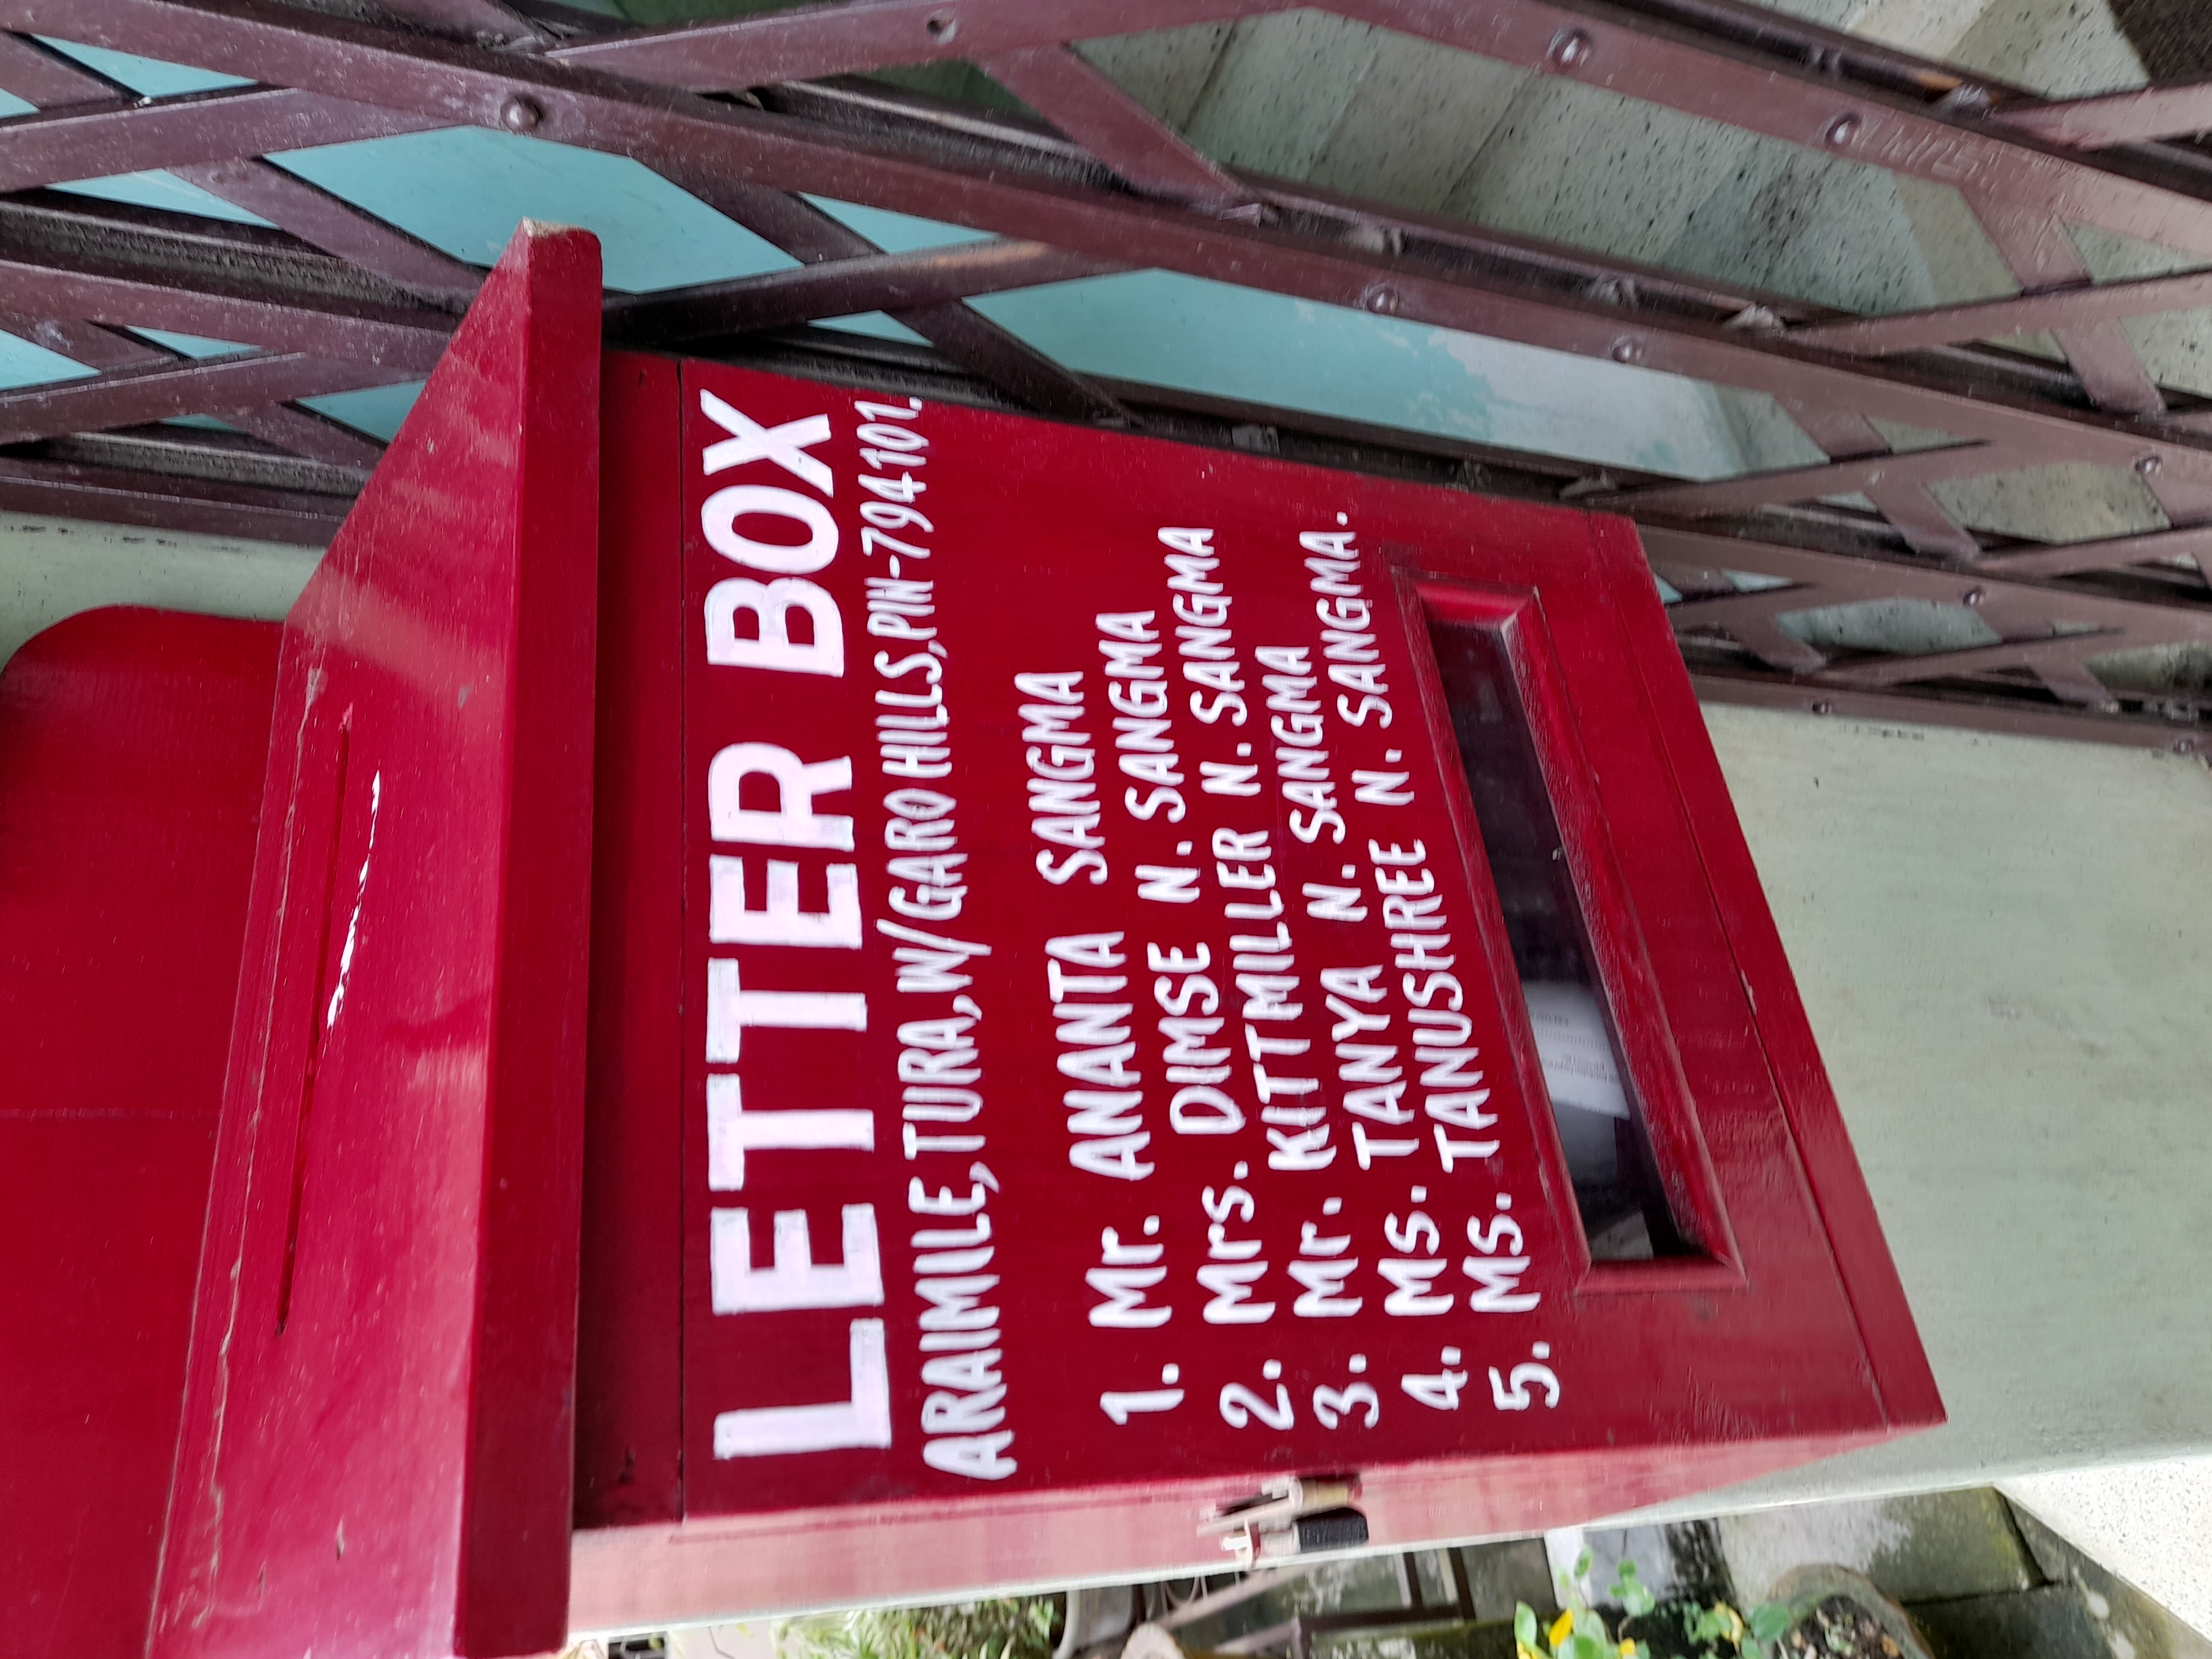 LETTER BOX
ARAIMILE,TURA,W/GARO HILLS,PIN-794101.
1. Mr. ANANTA SANGMA
2. Mrs. DIMSE N. SANGMA
3. Mr. KITTMILLER N. SANGMA
4. Ms. TANYA N. SANGMA
5. Ms. TANUSHREE N. SANGMA.